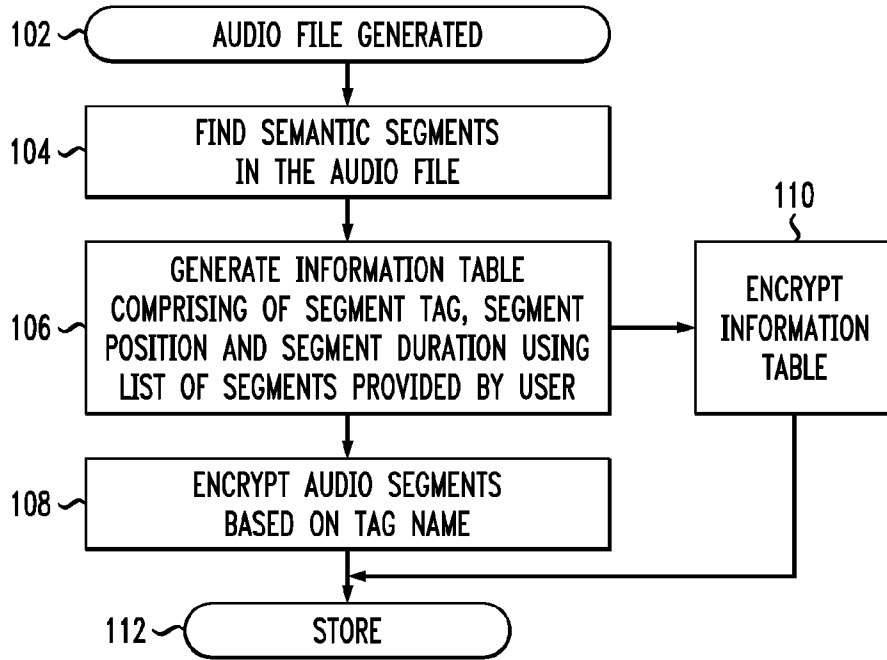 102
AUDIO FILE GENERATED
104
FIND SEMANTIC SEGMENTS
IN THE AUDIO FILE
106
GENERATE INFORMATION TABLE
COMPRISING OF SEGMENT TAG, SEGMENT
POSITION AND SEGMENT DURATION USING
LIST OF SEGMENTS PROVIDED BY USER
110
ENCRYPT
INFORMATION
TABLE
108
ENCRYPT AUDIO SEGMENTS
BASED ON TAG NAME
112
STORE